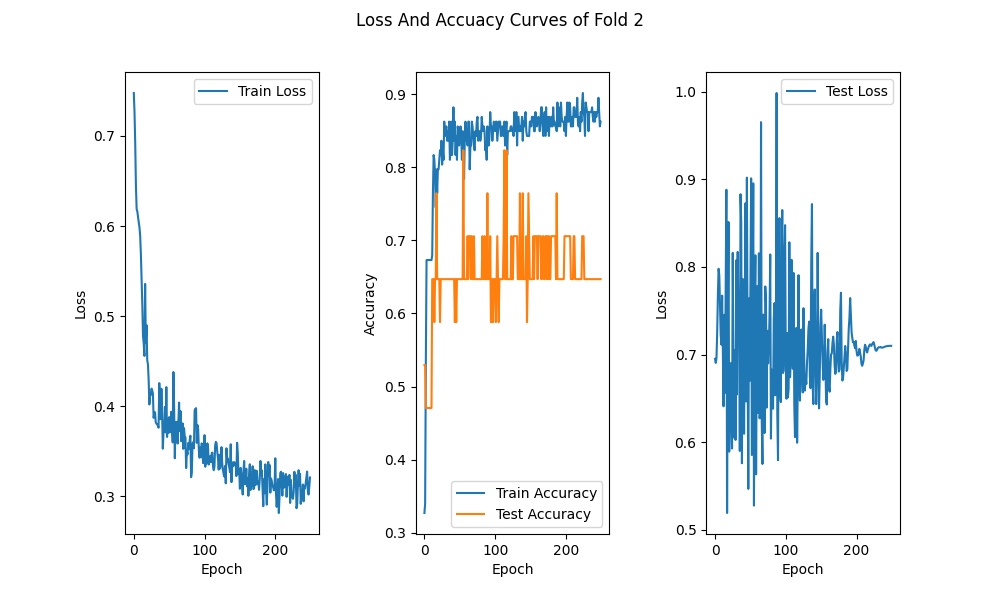 Loss And Accuacy Curves of Fold 2
Train Loss
0.7
0.6
0.5
0.4
0.3
Loss
0
100
200
Epoch
0.9
0.8
0.7
0.6
0.5
0.4
0.3
Accuracy
Train Accuracy
Test Accuracy
0
100
200
Epoch
Test Loss
1.0
0.9
0.8
0.7
0.6
0.5
Loss
0
100
200
Epoch